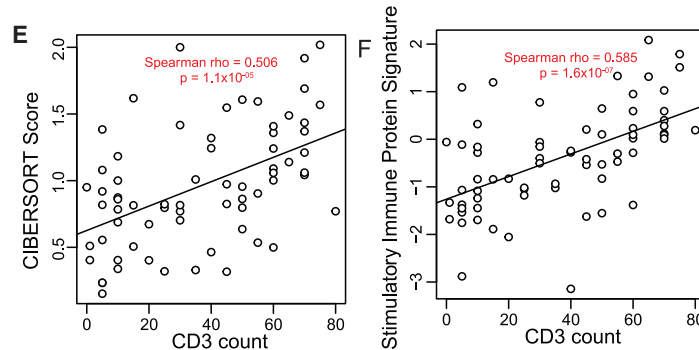 E
Spearman rho = 0.506
p = 1.1x10⁻⁰⁵
CIBERSORT Score
2.0
1.5
1.0
0.5
0 20 40 60 80
CD3 count
F
Spearman rho = 0.585
p = 1.6x10⁻⁰⁷
Stimulatory Immune Protein Signature
2
1
0
-1
-2
-3
0 20 40 60 80
CD3 count